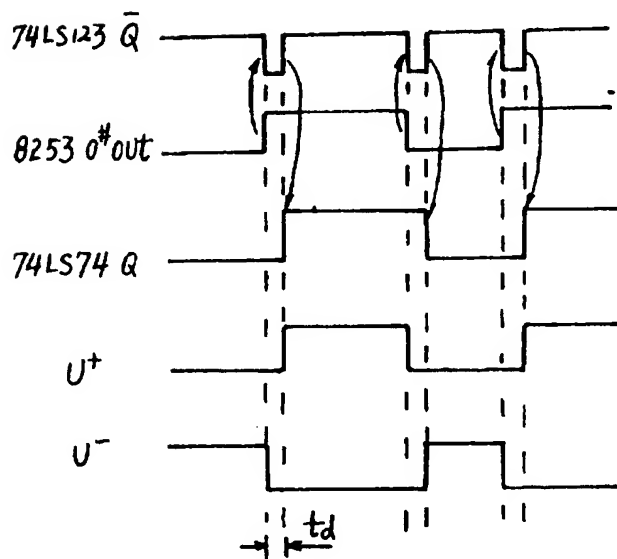 74LS123 Q̅
8253 0# OUT
74LS74 Q
U+
U-
td